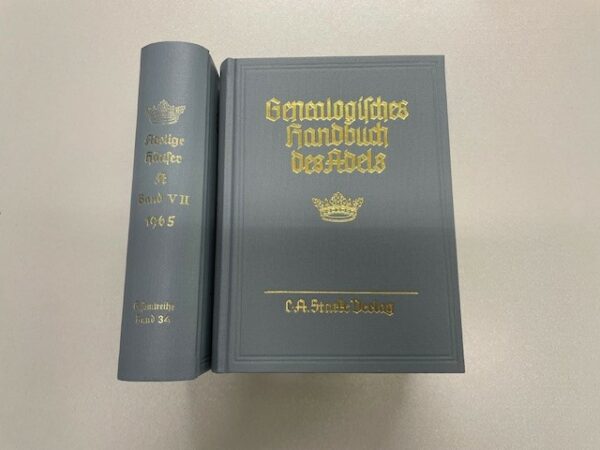 Adelige
Häuser
A
Band VII
1965
Gesamtreihe
Band 34
Genealogisches
Handbuch
des Adels
C.A. Starke Verlag